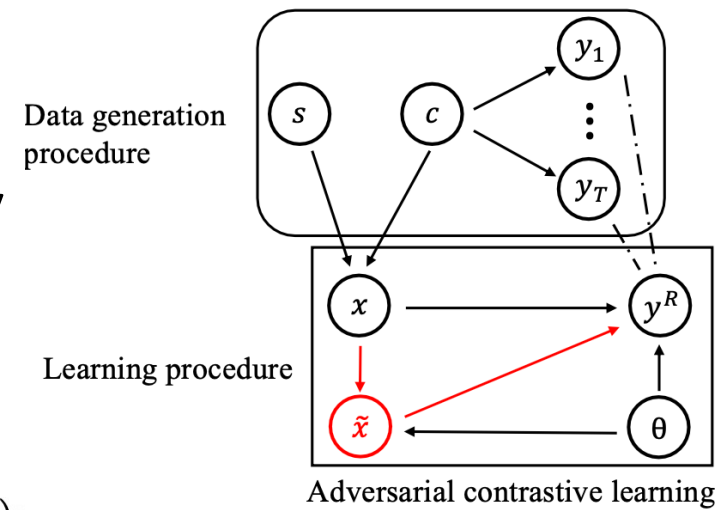 y₁
s
c
Data generation
procedure
⋮
y_T
,
x
y^R
Learning procedure
x̃
θ
Adversarial contrastive learning
)